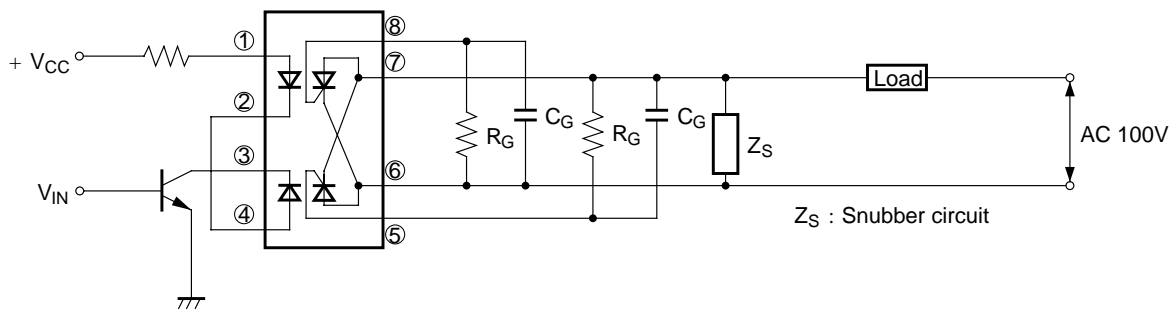 + VCC
VIN
①
②
③
④
⑧
⑦
⑥
⑤
RG
CG
RG
CG
ZS
Load
AC 100V
ZS : Snubber circuit